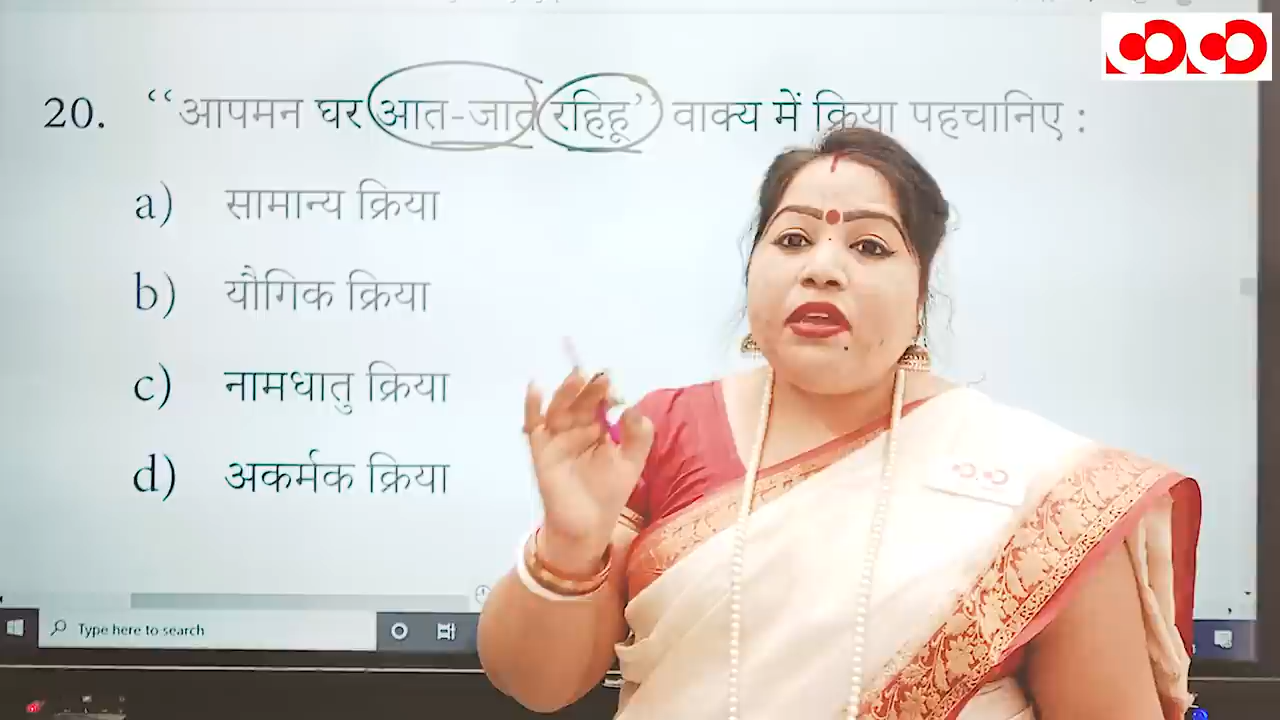 20. ‘‘आपमन घर आत-जात रहिहू’’ वाक्य में क्रिया पहचानिए :
a) सामान्य क्रिया
b) यौगिक क्रिया
c) नामधातु क्रिया
d) अकर्मक क्रिया
Type here to search